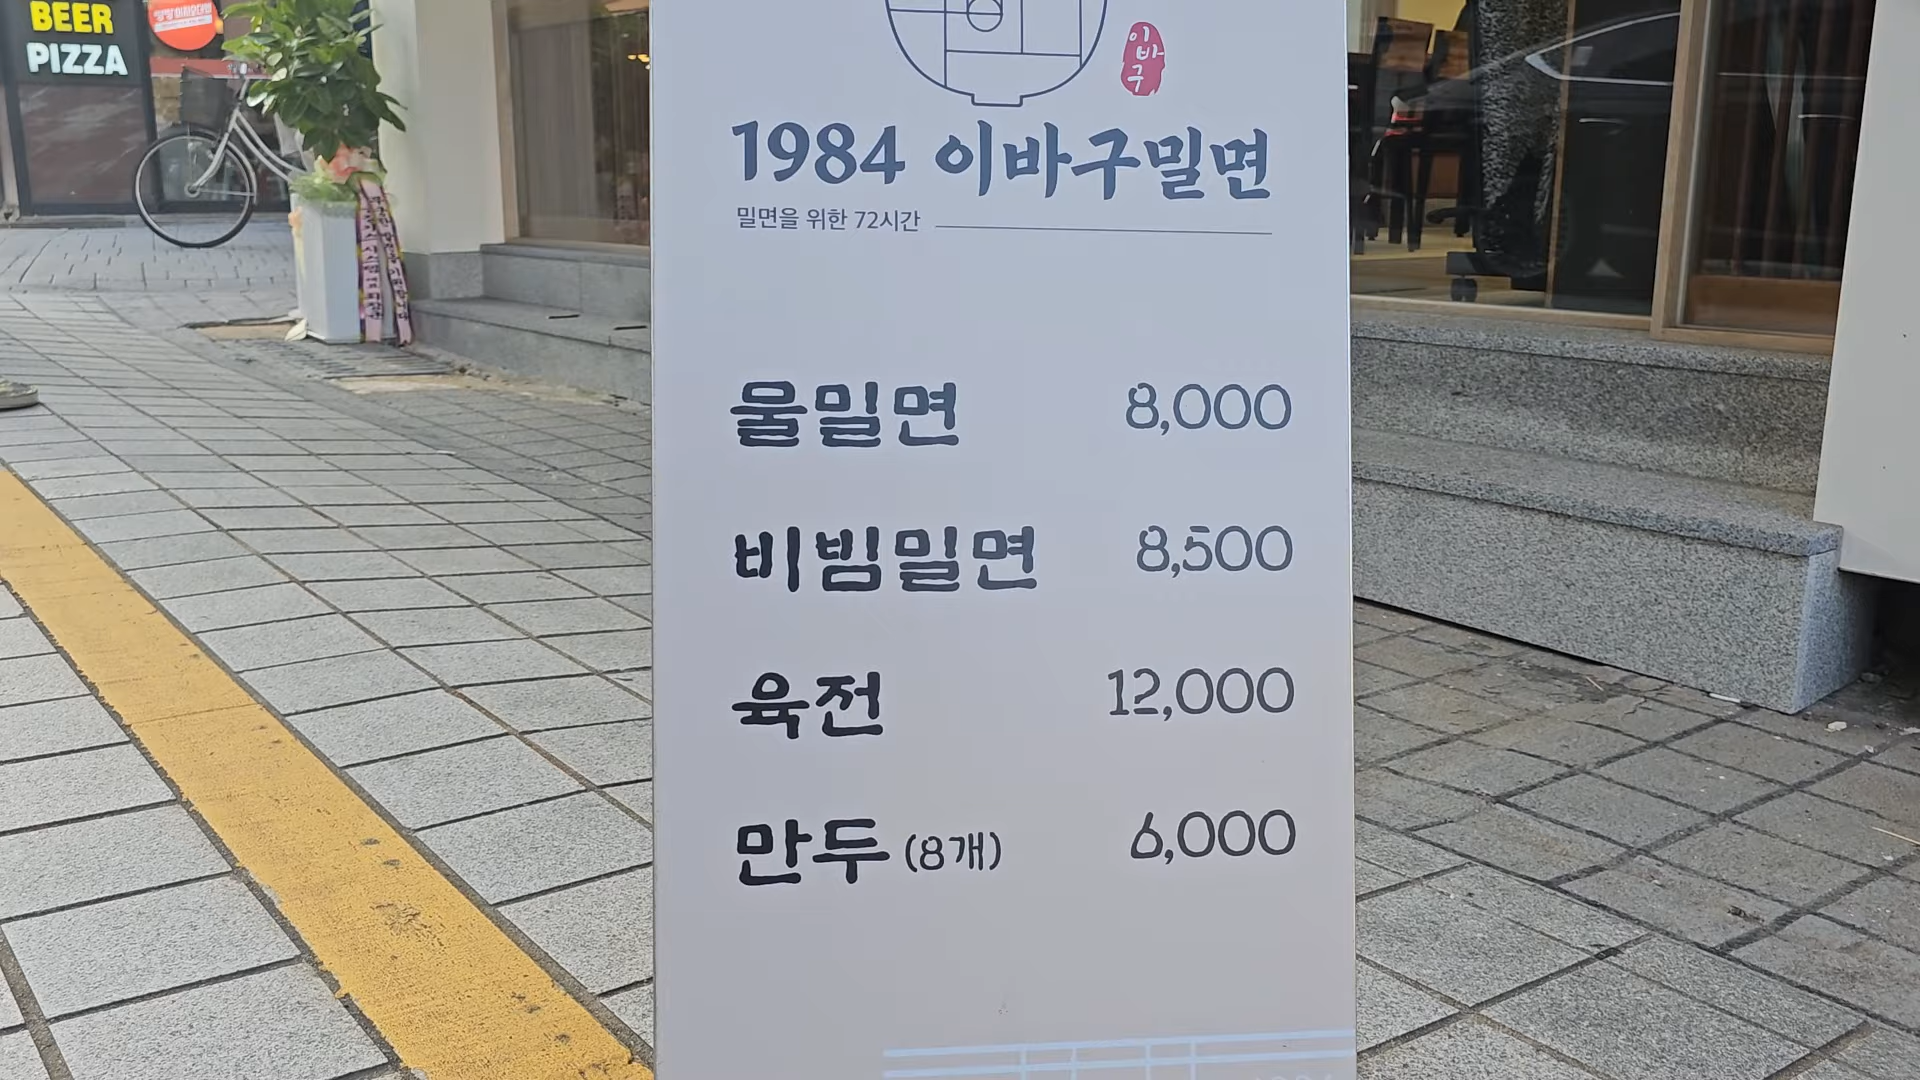 BEER
PIZZA
이바구
1984 이바구밀면
밀면을 위한 72시간
물밀면 8,000
비빔밀면 8,500
육전 12,000
만두 (8개) 6,000